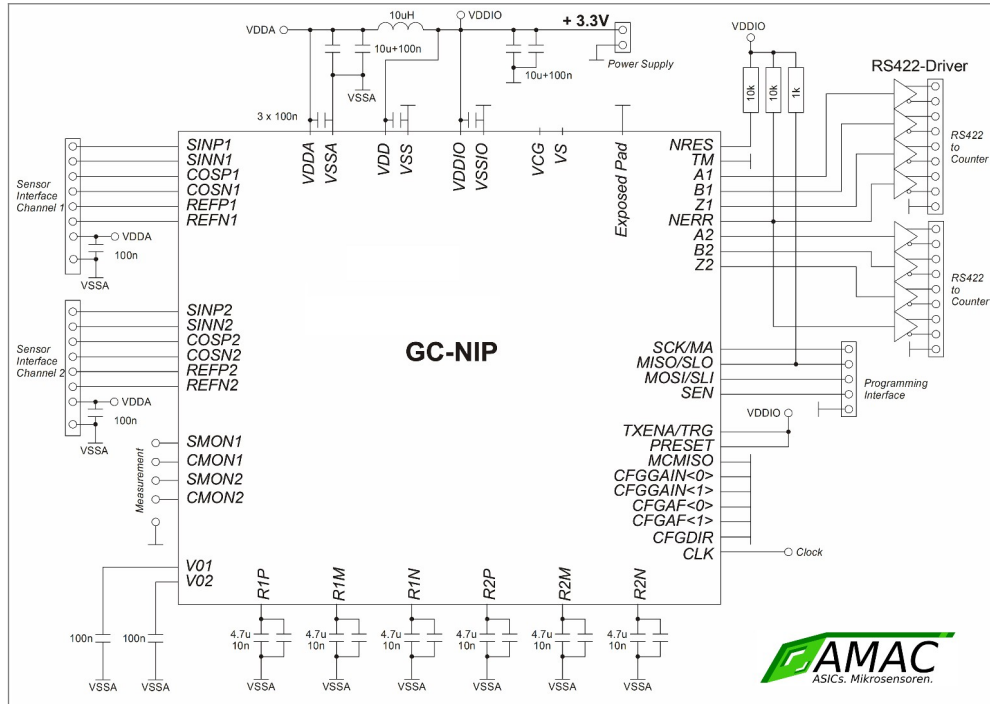 10uH
VDDIO
VDDA
+ 3.3V
10u+100n
VSSA
10u+100n
Power Supply
3 x 100n
VDDA
VSSA
VDD
VSS
VDDIO
VSSIO
VCG
VS
Exposed Pad
VDDIO
10k
10k
1k
RS422-Driver
RS422
to
Counter
RS422
to
Counter
Sensor
Interface
Channel 1
VDDA
100n
VSSA
SINP1
SINN1
COSP1
COSN1
REFP1
REFN1
Sensor
Interface
Channel 2
VDDA
100n
VSSA
SINP2
SINN2
COSP2
COSN2
REFP2
REFN2
Measurement
SMON1
CMON1
SMON2
CMON2
V01
V02
100n
100n
VSSA
VSSA
GC-NIP
NRES
TM
A1
B1
Z1
NERR
A2
B2
Z2
SCK/MA
MISO/SLO
MOSI/SLI
SEN
Programming
Interface
VDDIO
TXENA/TRG
PRESET
MCMISO
CFGGAIN<0>
CFGGAIN<1>
CFGAF<0>
CFGAF<1>
CFGDIR
CLK
Clock
R1P
R1M
R1N
R2P
R2M
R2N
4.7u
10n
4.7u
10n
4.7u
10n
4.7u
10n
4.7u
10n
4.7u
10n
VSSA
VSSA
VSSA
VSSA
VSSA
VSSA
AMAC
ASICs. Mikrosensoren.